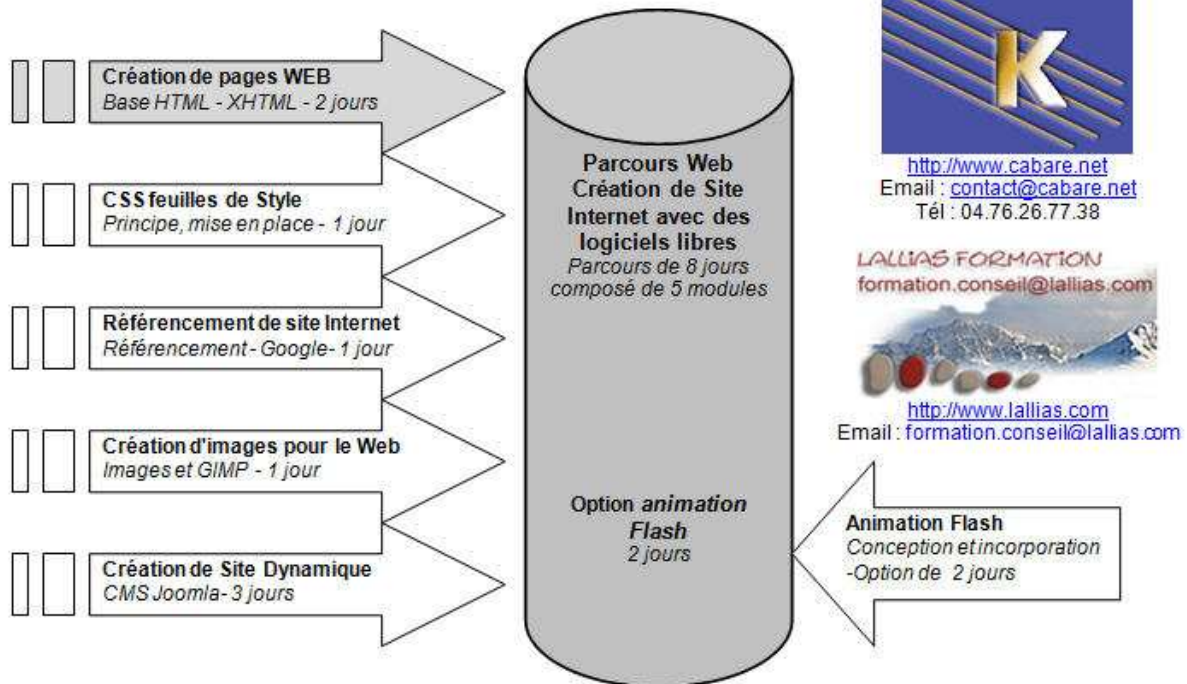 Création de pages WEB
Base HTML - XHTML - 2 jours
CSS feuilles de Style
Principe, mise en place - 1 jour
Référencement de site Internet
Référencement - Google- 1 jour
Création d'images pour le Web
Images et GIMP - 1 jour
Création de Site Dynamique
CMS Joomla- 3 jours
Parcours Web
Création de Site
Internet avec des
logiciels libres
Parcours de 8 jours
composé de 5 modules
Option animation
Flash
2 jours
K
http://www.cabare.net
Email : contact@cabare.net
Tél : 04.76.26.77.38
LALLIAS FORMATION
formation.conseil@lallias.com
http://www.lallias.com
Email : formation.conseil@lallias.com
Animation Flash
Conception et incorporation
-Option de 2 jours